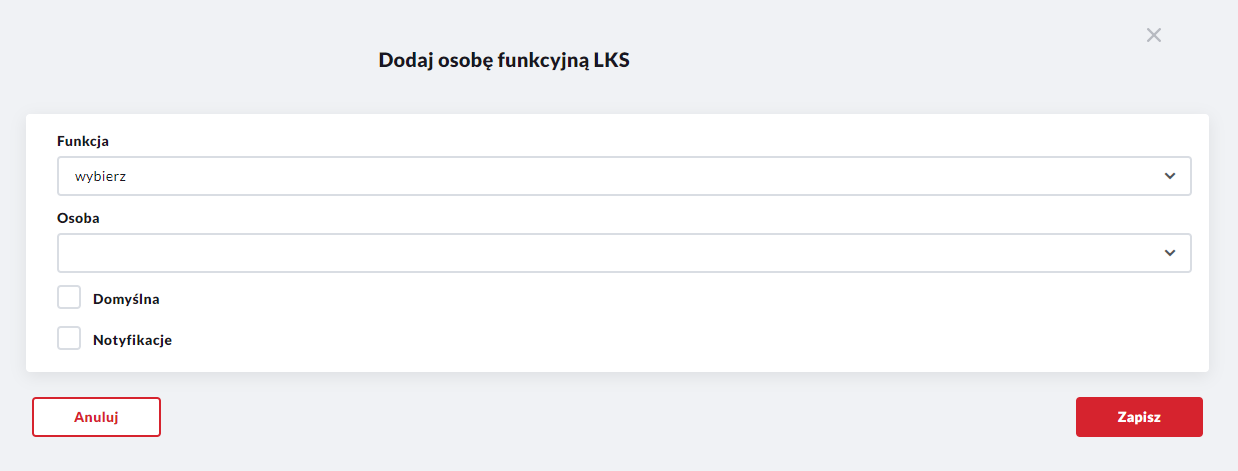 Dodaj osobę funkcyjną LKS
Funkcja
wybierz
Osoba
Domyślna
Notyfikacje
Anuluj
Zapisz